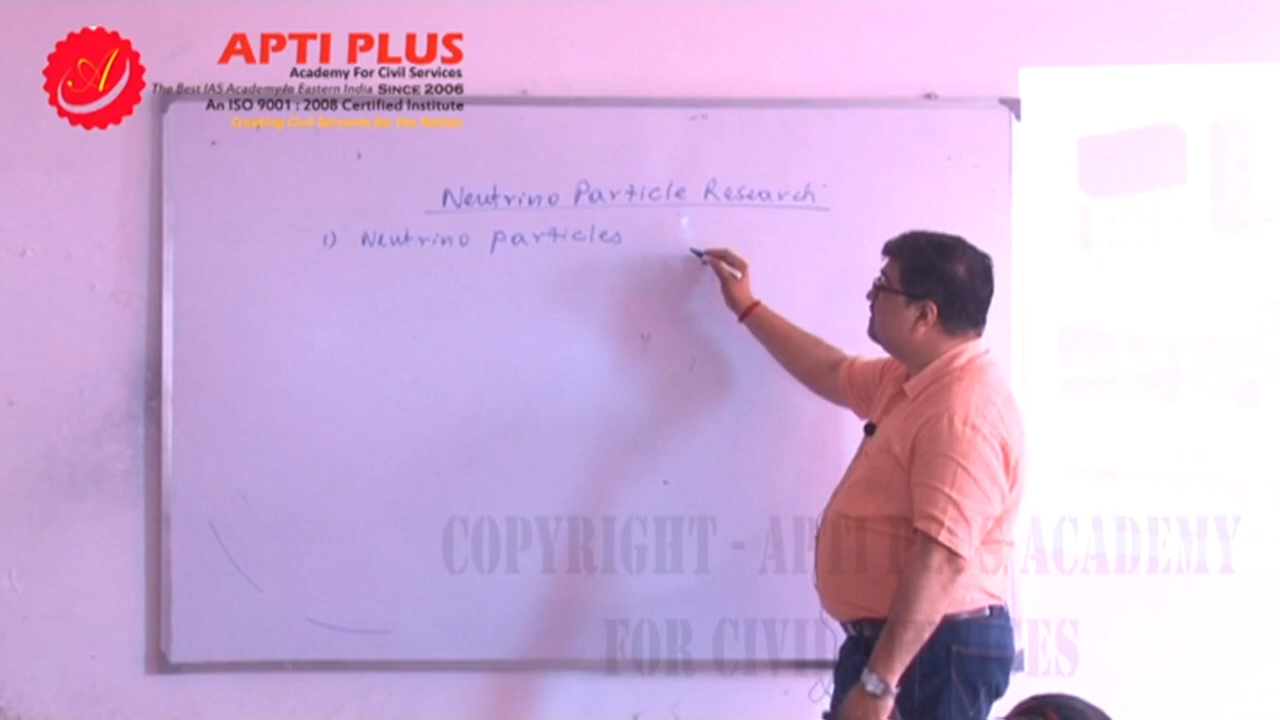 APTI PLUS
Academy For Civil Services
The Best IAS Academy In Eastern India SINCE 2006
An ISO 9001 : 2008 Certified Institute
Creating Civil Servants for the Nation
Neutrino Particle Research
1) Neutrino particles
COPYRIGHT - APTI PLUS ACADEMY
FOR CIVIL